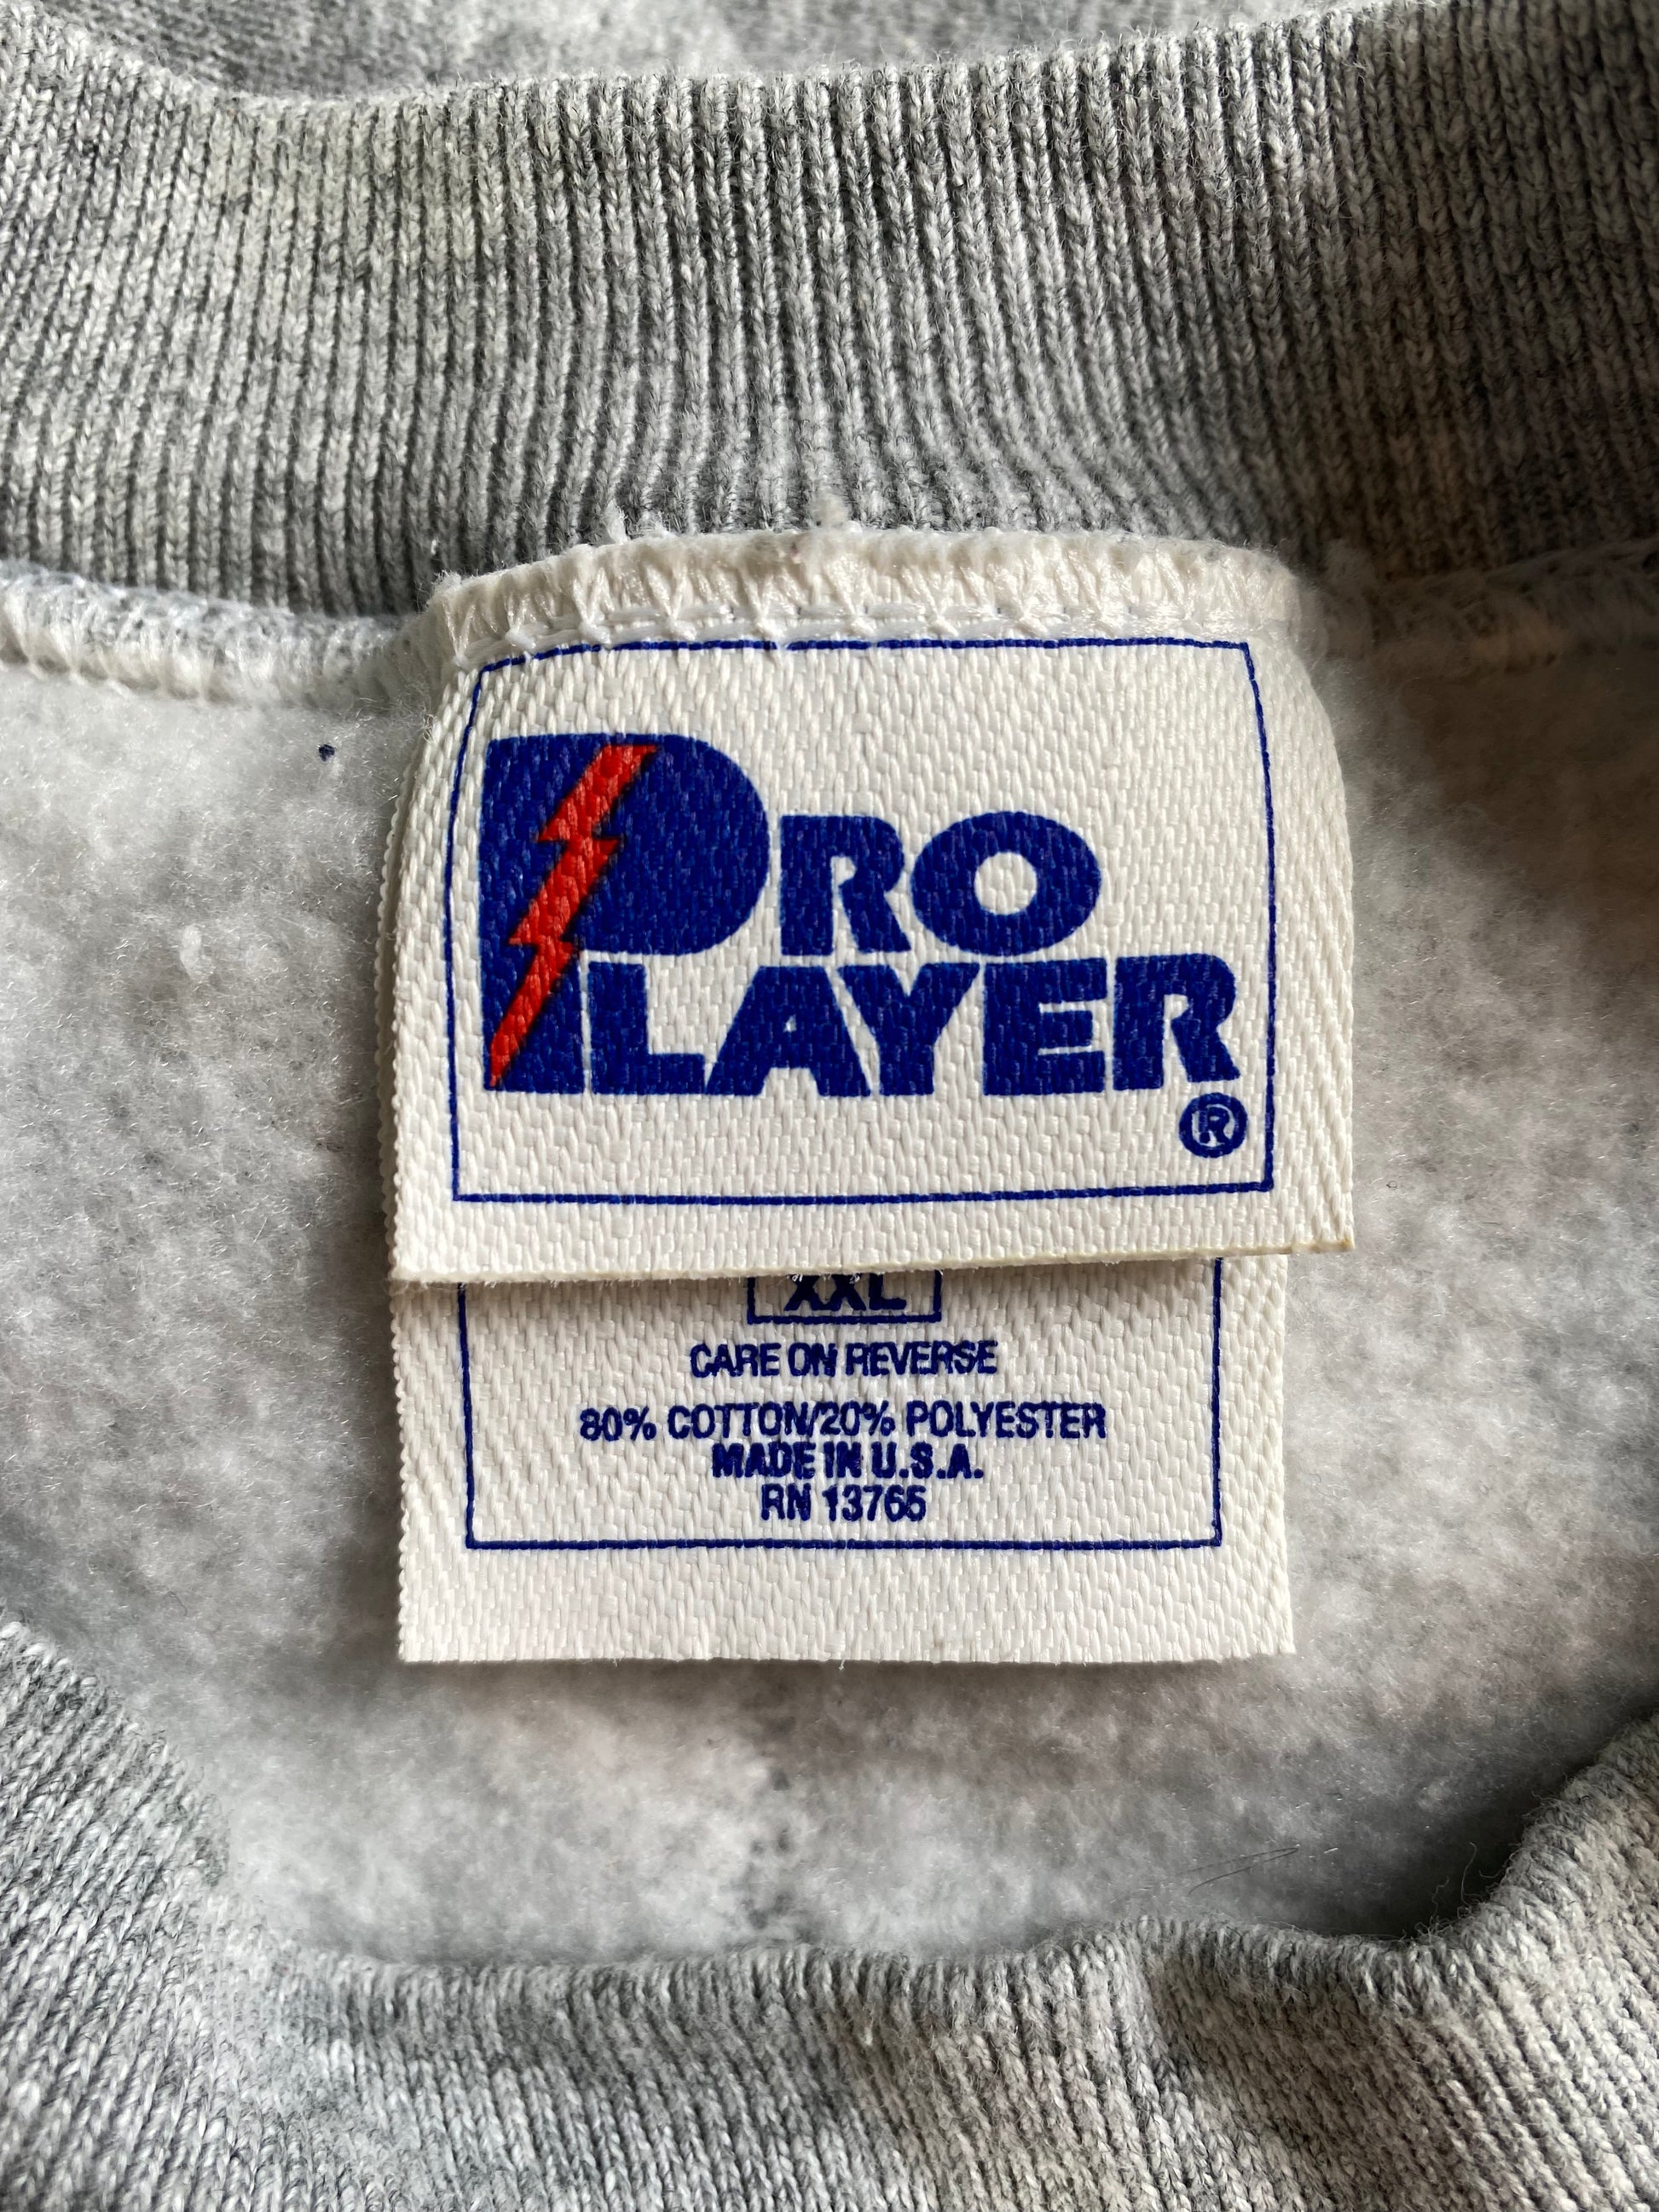 PRO
PLAYER
®
XXL
CARE ON REVERSE
80% COTTON/20% POLYESTER
MADE IN U.S.A.
RN 13765